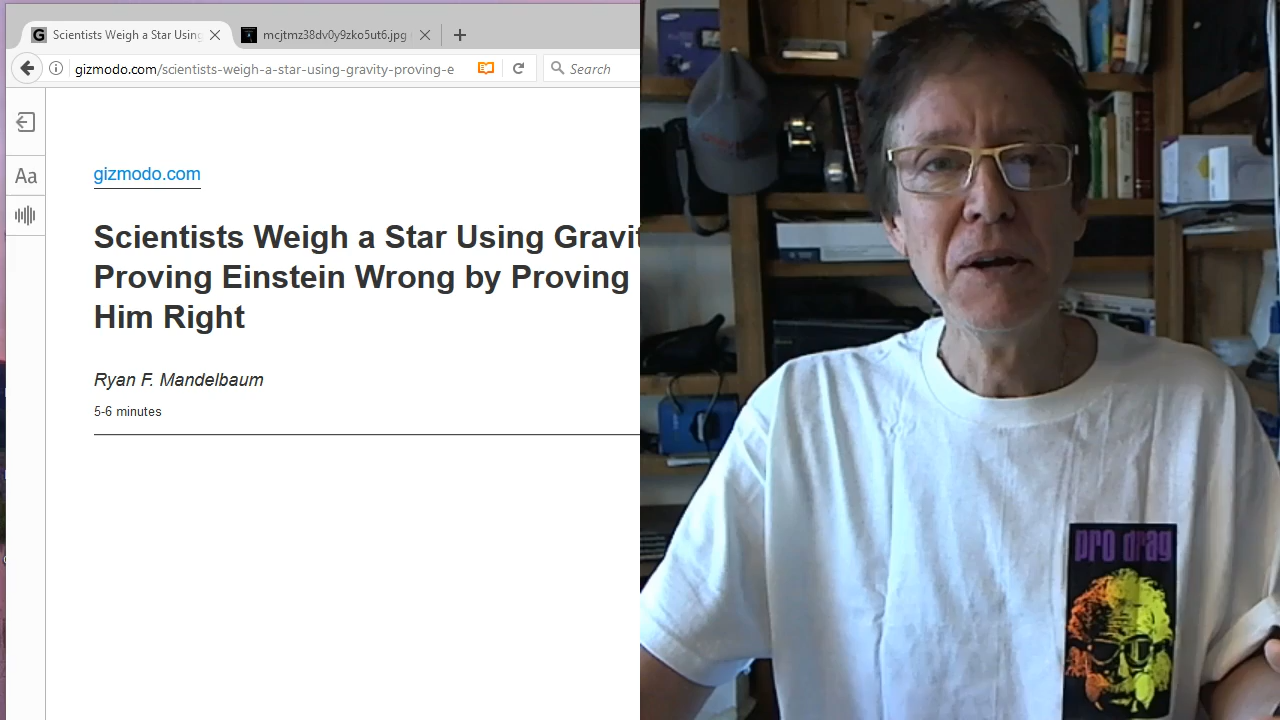 Scientists Weigh a Star Using
mcjtmz38dv0y9zko5ut6.jpg
gizmodo.com/scientists-weigh-a-star-using-gravity-proving-e
Search
Aa
gizmodo.com
Scientists Weigh a Star Using Gravit
Proving Einstein Wrong by Proving
Him Right
Ryan F. Mandelbaum
5-6 minutes
pro drag